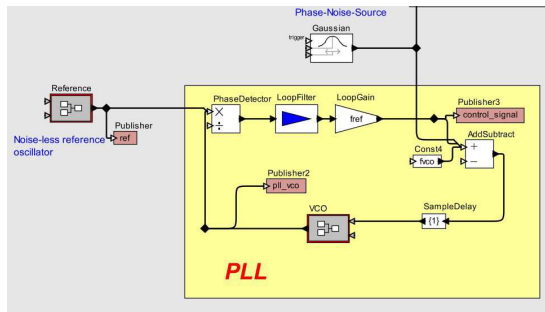 Phase-Noise-Source
Gaussian
trigger
Reference
PhaseDetector
LoopFilter
LoopGain
Publisher3
control_signal
fref
Publisher
ref
Noise-less reference
oscillator
AddSubtract
Const4
fvco
Publisher2
pll_vco
VCO
SampleDelay
{1}
PLL